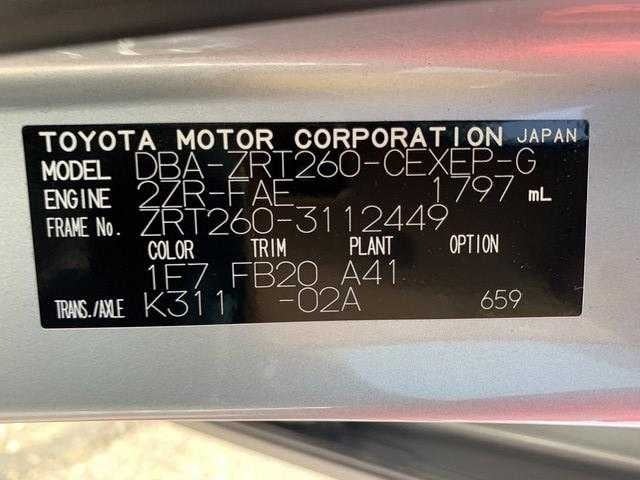 TOYOTA MOTOR CORPORATION JAPAN
MODEL DBA-ZRT260-CEXEP-G
ENGINE 2ZR-FAE 1797 mL
FRAME No. ZRT260-3112449
COLOR TRIM PLANT OPTION
1E7 FB20 A41
TRANS./AXLE K311 -02A 659